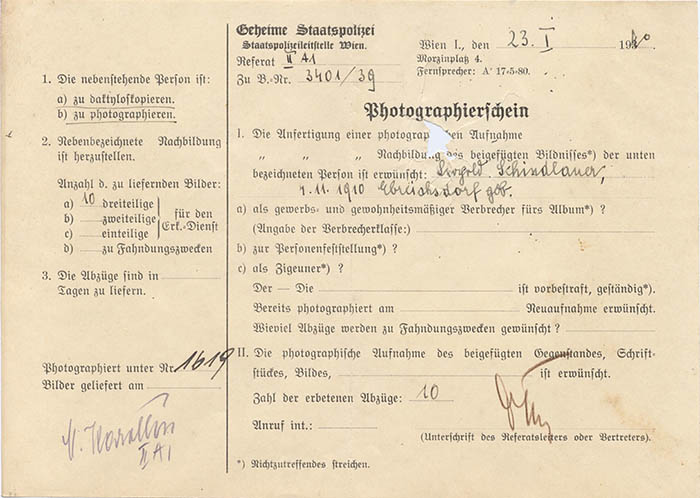 1. Die nebenstehende Person ist:
a) zu daktyloskopieren.
b) zu photographieren.
2. Nebenbezeichnete Nachbildung
ist herzustellen.
Anzahl d. zu liefernden Bilder:
a) 10 dreiteilige
b) zweiteilige
c) einteilige
für den
Erk.-Dienst
d) zu Fahndungszwecken
3. Die Abzüge sind in
Tagen zu liefern.
Photographiert unter Nr. 1619
Bilder geliefert am
II A1
Geheime Staatspolizei
Staatspolizeileitstelle Wien.
Referat II A1
Zu B.-Nr. 3401/39
Wien I., den 23. I 1940
Morzinplatz 4.
Fernsprecher: A 17-5-80.
Photographierschein
I. Die Anfertigung einer photographischen Aufnahme
„ „ „ Nachbildung des beigefügten Bildnisses*) der unten
bezeichneten Person ist erwünscht: Leopold Schindlauer,
7.11.1910 Ebreichsdorf geb.
a) als gewerbs- und gewohnheitsmäßiger Verbrecher fürs Album*) ?
(Angabe der Verbrecherklasse:)
b) zur Personenfeststellung*) ?
c) als Zigeuner*) ?
Der — Die ist vorbestraft, geständig*).
Bereits photographiert am Neuaufnahme erwünscht.
Wieviel Abzüge werden zu Fahndungszwecken gewünscht ?
II. Die photographische Aufnahme des beigefügten Gegenstandes, Schrift-
stückes, Bildes, ist erwünscht.
Zahl der erbetenen Abzüge: 10
Anruf int.:
(Unterschrift des Referatsleiters oder Vertreters).
*) Nichtzutreffendes streichen.